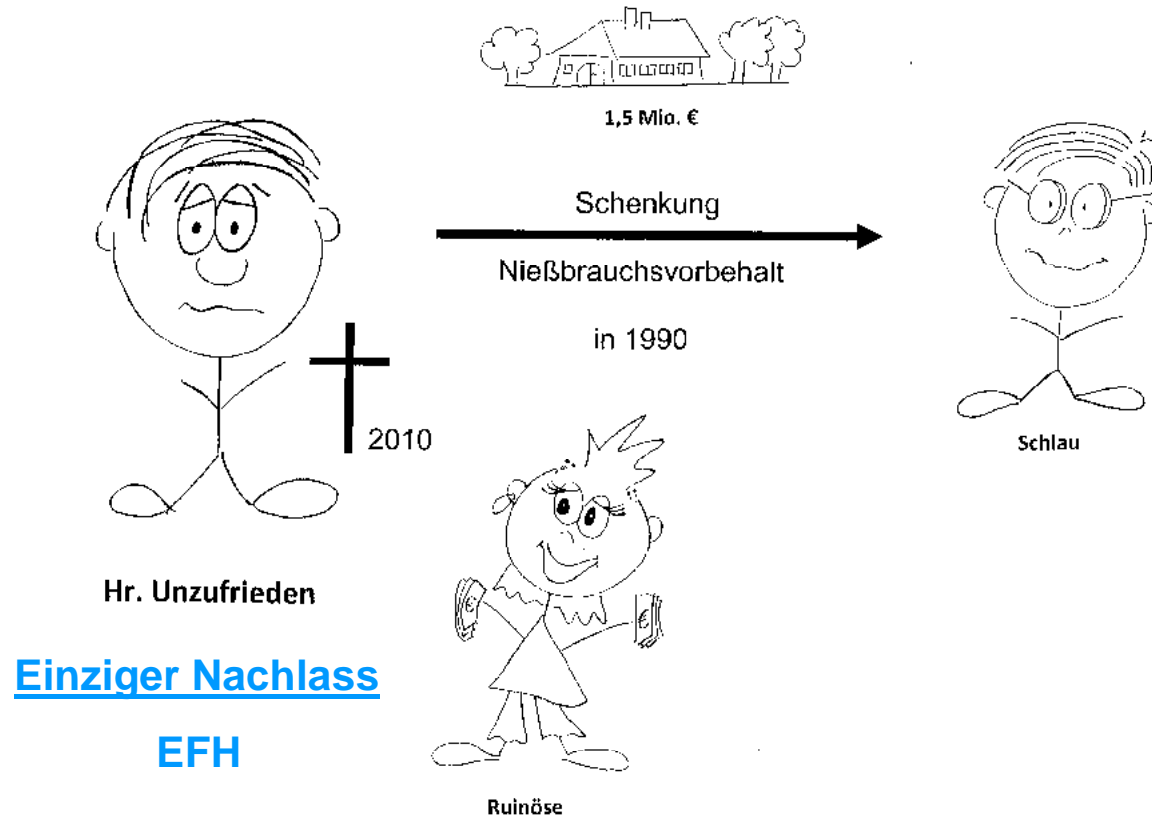 1,5 Mio. €
Schenkung
Nießbrauchsvorbehalt
in 1990
2010
Schlau
Hr. Unzufrieden
Einziger Nachlass
EFH
€
€
Ruinöse